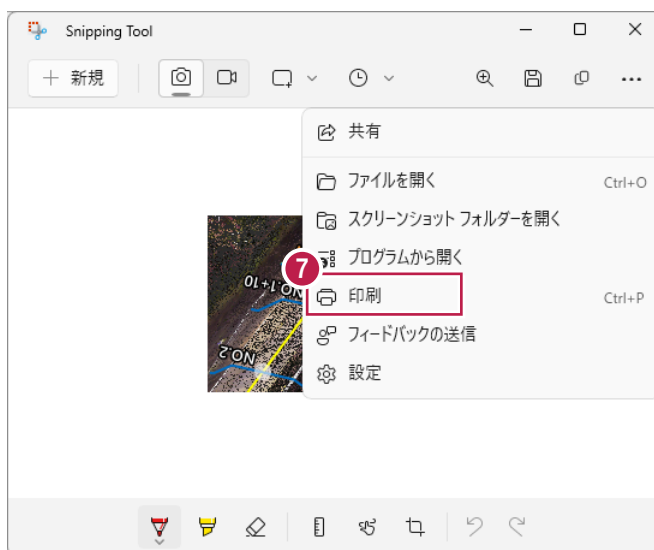 Snipping Tool
新規
共有
ファイルを開く Ctrl+O
スクリーンショット フォルダーを開く
プログラムから開く
7
印刷 Ctrl+P
フィードバックの送信
設定
NO.1+10
NO.2